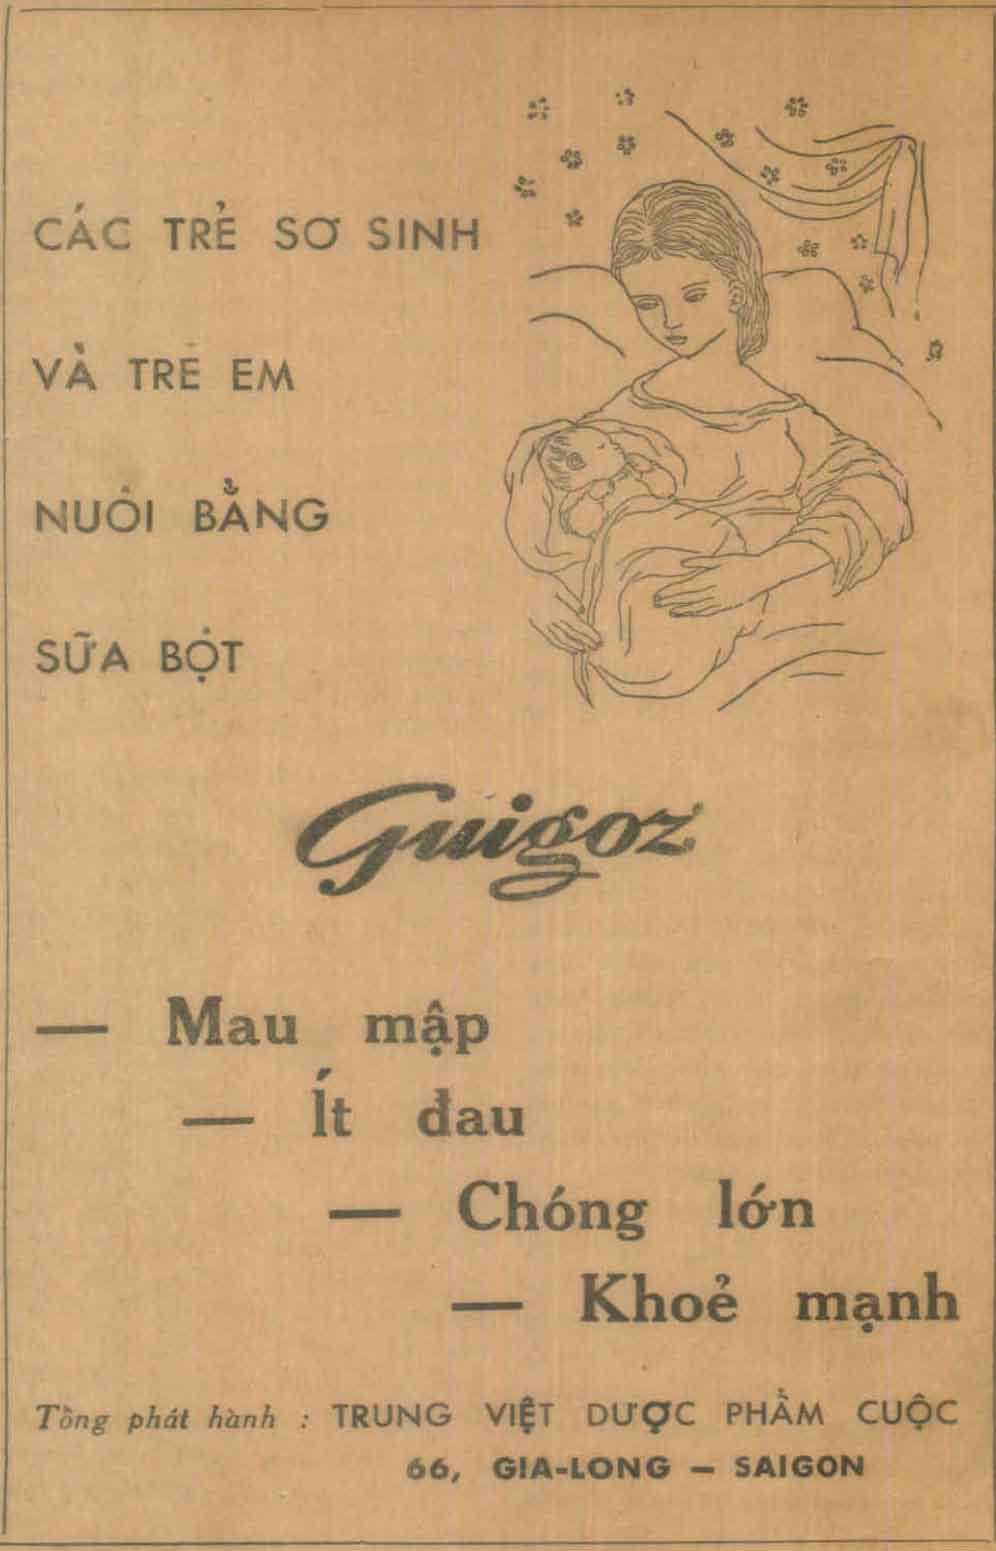 CÁC TRẺ SƠ SINH
VÀ TRẺ EM
NUÔI BẰNG
SỮA BỘT
Guigoz
— Mau mập
— Ít đau
— Chóng lớn
— Khoẻ mạnh
Tổng phát hành : TRUNG VIỆT DƯỢC PHẨM CUỘC
66, GIA-LONG — SAIGON